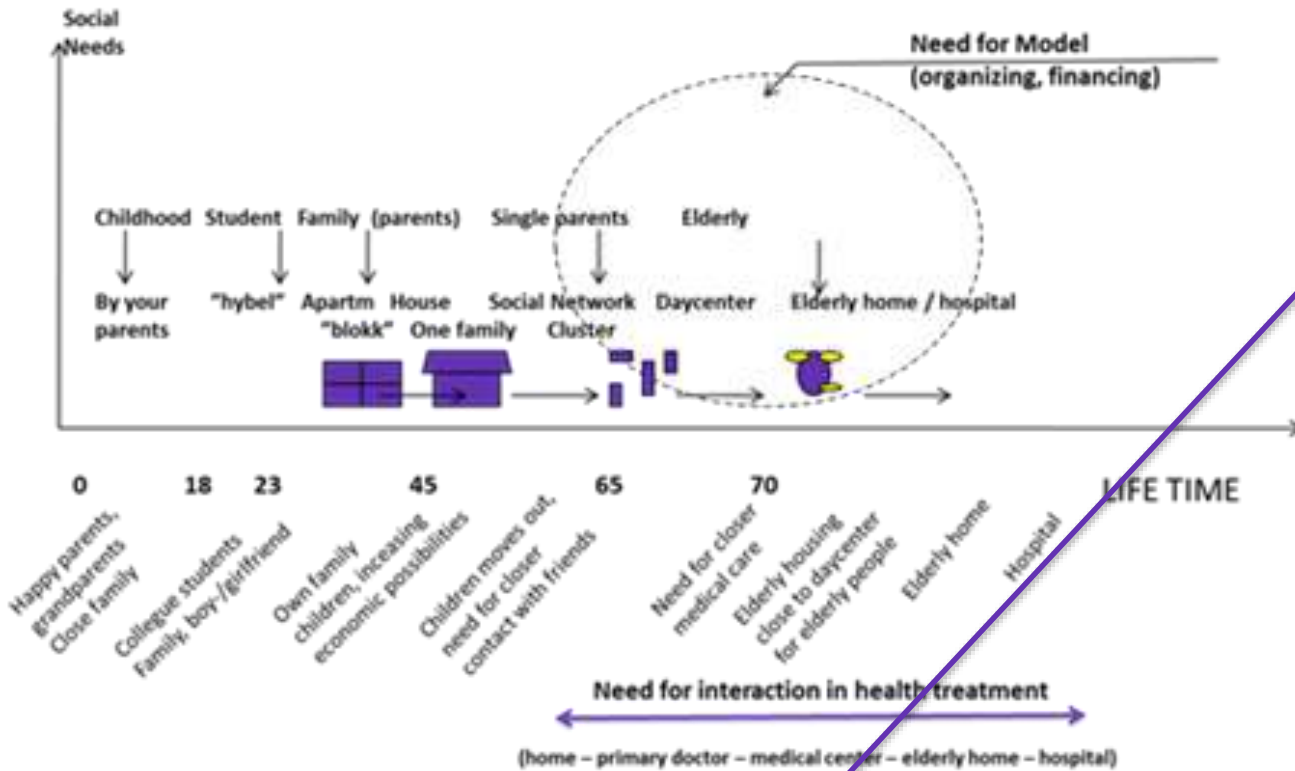 Social
Needs
Need for Model
(organizing, financing)
Childhood Student Family (parents) Single parents Elderly
By your
parents
"hybel" Apartm House Social Network Daycenter Elderly home / hospital
"blokk" One family Cluster
0 18 23 45 65 70 LIFE TIME
Happy parents,
grandparents
Close family
Collegue students
Family, boy-/girlfriend
Own family
children, inceasing
economic possibilities
Children moves out,
need for closer
contact with friends
Need for closer
medical care
Elderly housing
close to daycenter
for elderly people
Elderly home
Hospital
Need for interaction in health treatment
(home – primary doctor – medical center – elderly home – hospital)